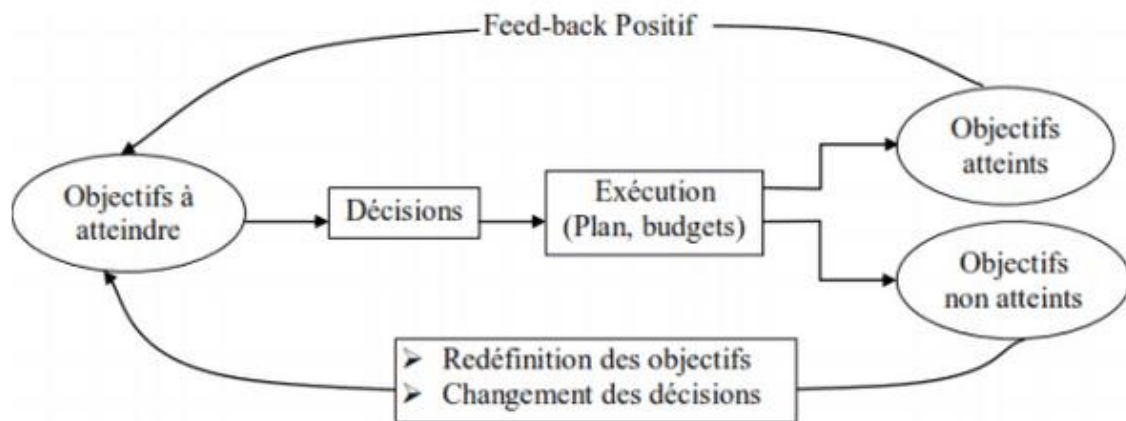 Feed-back Positif
Objectifs
atteints
Objectifs à
atteindre
Décisions
Exécution
(Plan, budgets)
Objectifs
non atteints
➢ Redéfinition des objectifs
➢ Changement des décisions